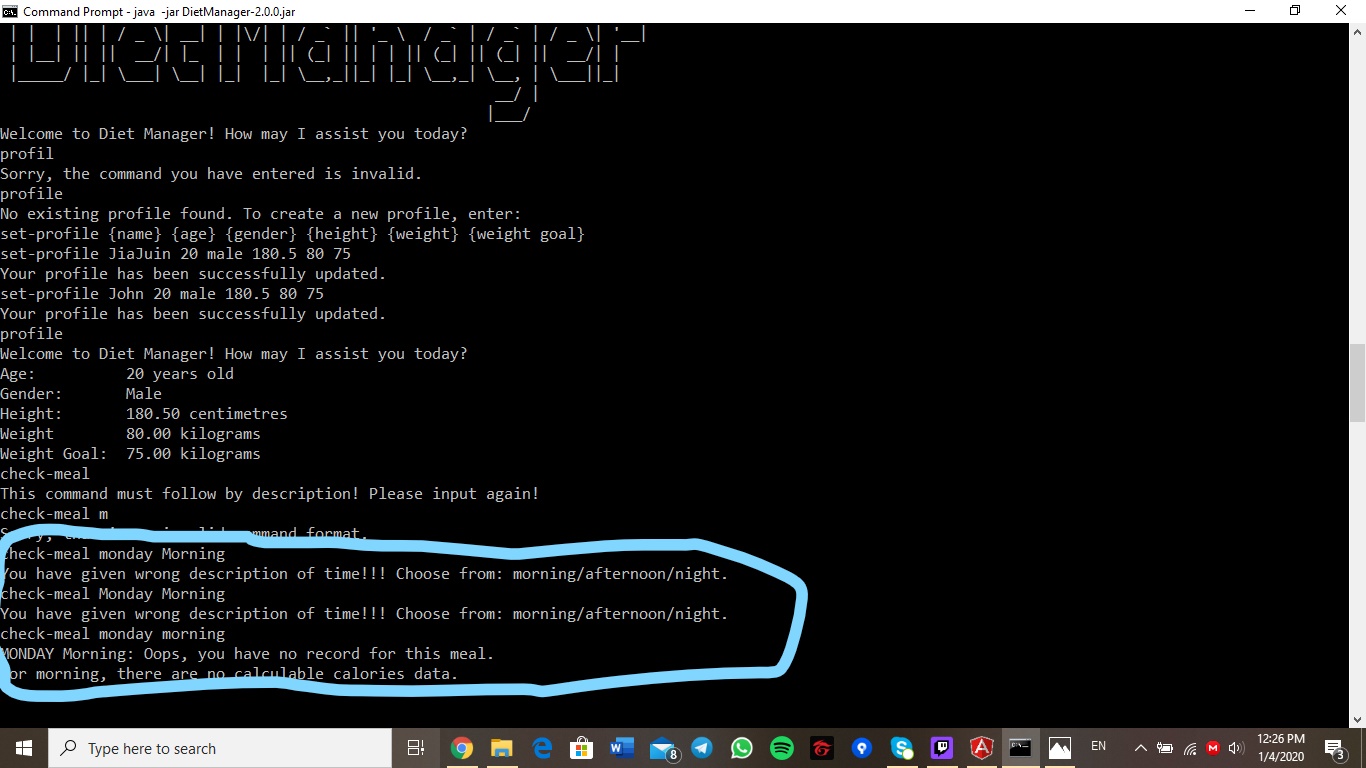 Command Prompt - java -jar DietManager-2.0.0.jar
DietManager
Welcome to Diet Manager! How may I assist you today?
profil
Sorry, the command you have entered is invalid.
profile
No existing profile found. To create a new profile, enter:
set-profile {name} {age} {gender} {height} {weight} {weight goal}
set-profile JiaJuin 20 male 180.5 80 75
Your profile has been successfully updated.
set-profile John 20 male 180.5 80 75
Your profile has been successfully updated.
profile
Welcome to Diet Manager! How may I assist you today?
Age: 20 years old
Gender: Male
Height: 180.50 centimetres
Weight 80.00 kilograms
Weight Goal: 75.00 kilograms
check-meal
This command must follow by description! Please input again!
check-meal m
command format.
check-meal monday Morning
You have given wrong description of time!!! Choose from: morning/afternoon/night.
check-meal Monday Morning
You have given wrong description of time!!! Choose from: morning/afternoon/night.
check-meal monday morning
MONDAY Morning: Oops, you have no record for this meal.
For morning, there are no calculable calories data.
Type here to search
8
EN
12:26 PM
1/4/2020
3